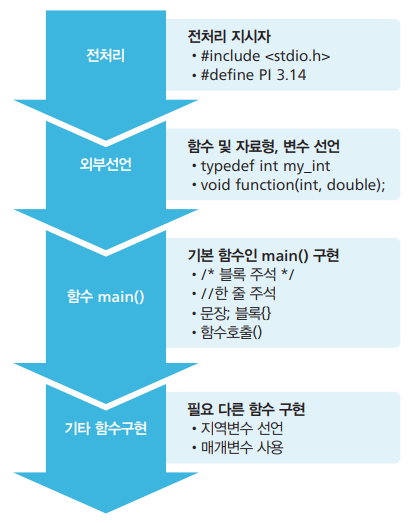 전처리
전처리 지시자
• #include <stdio.h>
• #define PI 3.14
외부선언
함수 및 자료형, 변수 선언
• typedef int my_int
• void function(int, double);
함수 main()
기본 함수인 main() 구현
• /* 블록 주석 */
• //한 줄 주석
• 문장; 블록{}
• 함수호출()
기타 함수구현
필요 다른 함수 구현
• 지역변수 선언
• 매개변수 사용